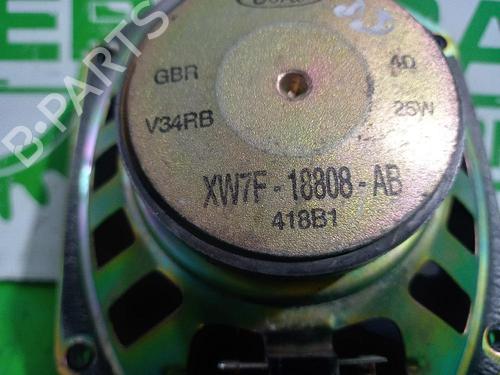 GBR 4Ω
V34RB 25W
XW7F-18808-AB
418B1
B-PARTS